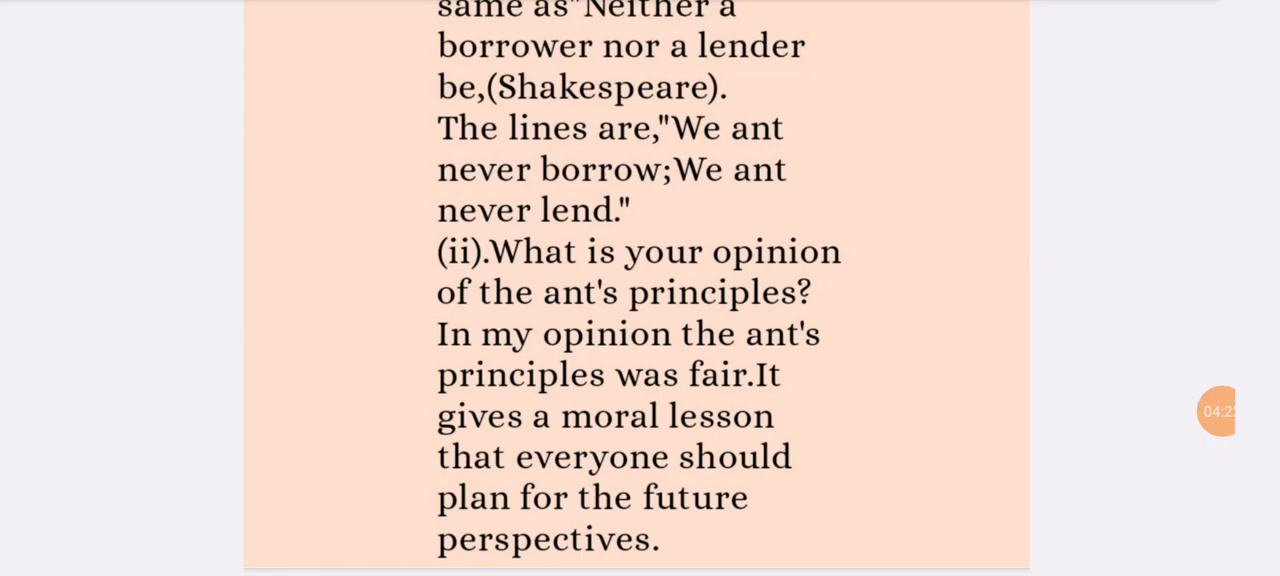 same as"Neither a
borrower nor a lender
be,(Shakespeare).
The lines are,"We ant
never borrow;We ant
never lend."
(ii).What is your opinion
of the ant's principles?
In my opinion the ant's
principles was fair.It
gives a moral lesson
that everyone should
plan for the future
perspectives.